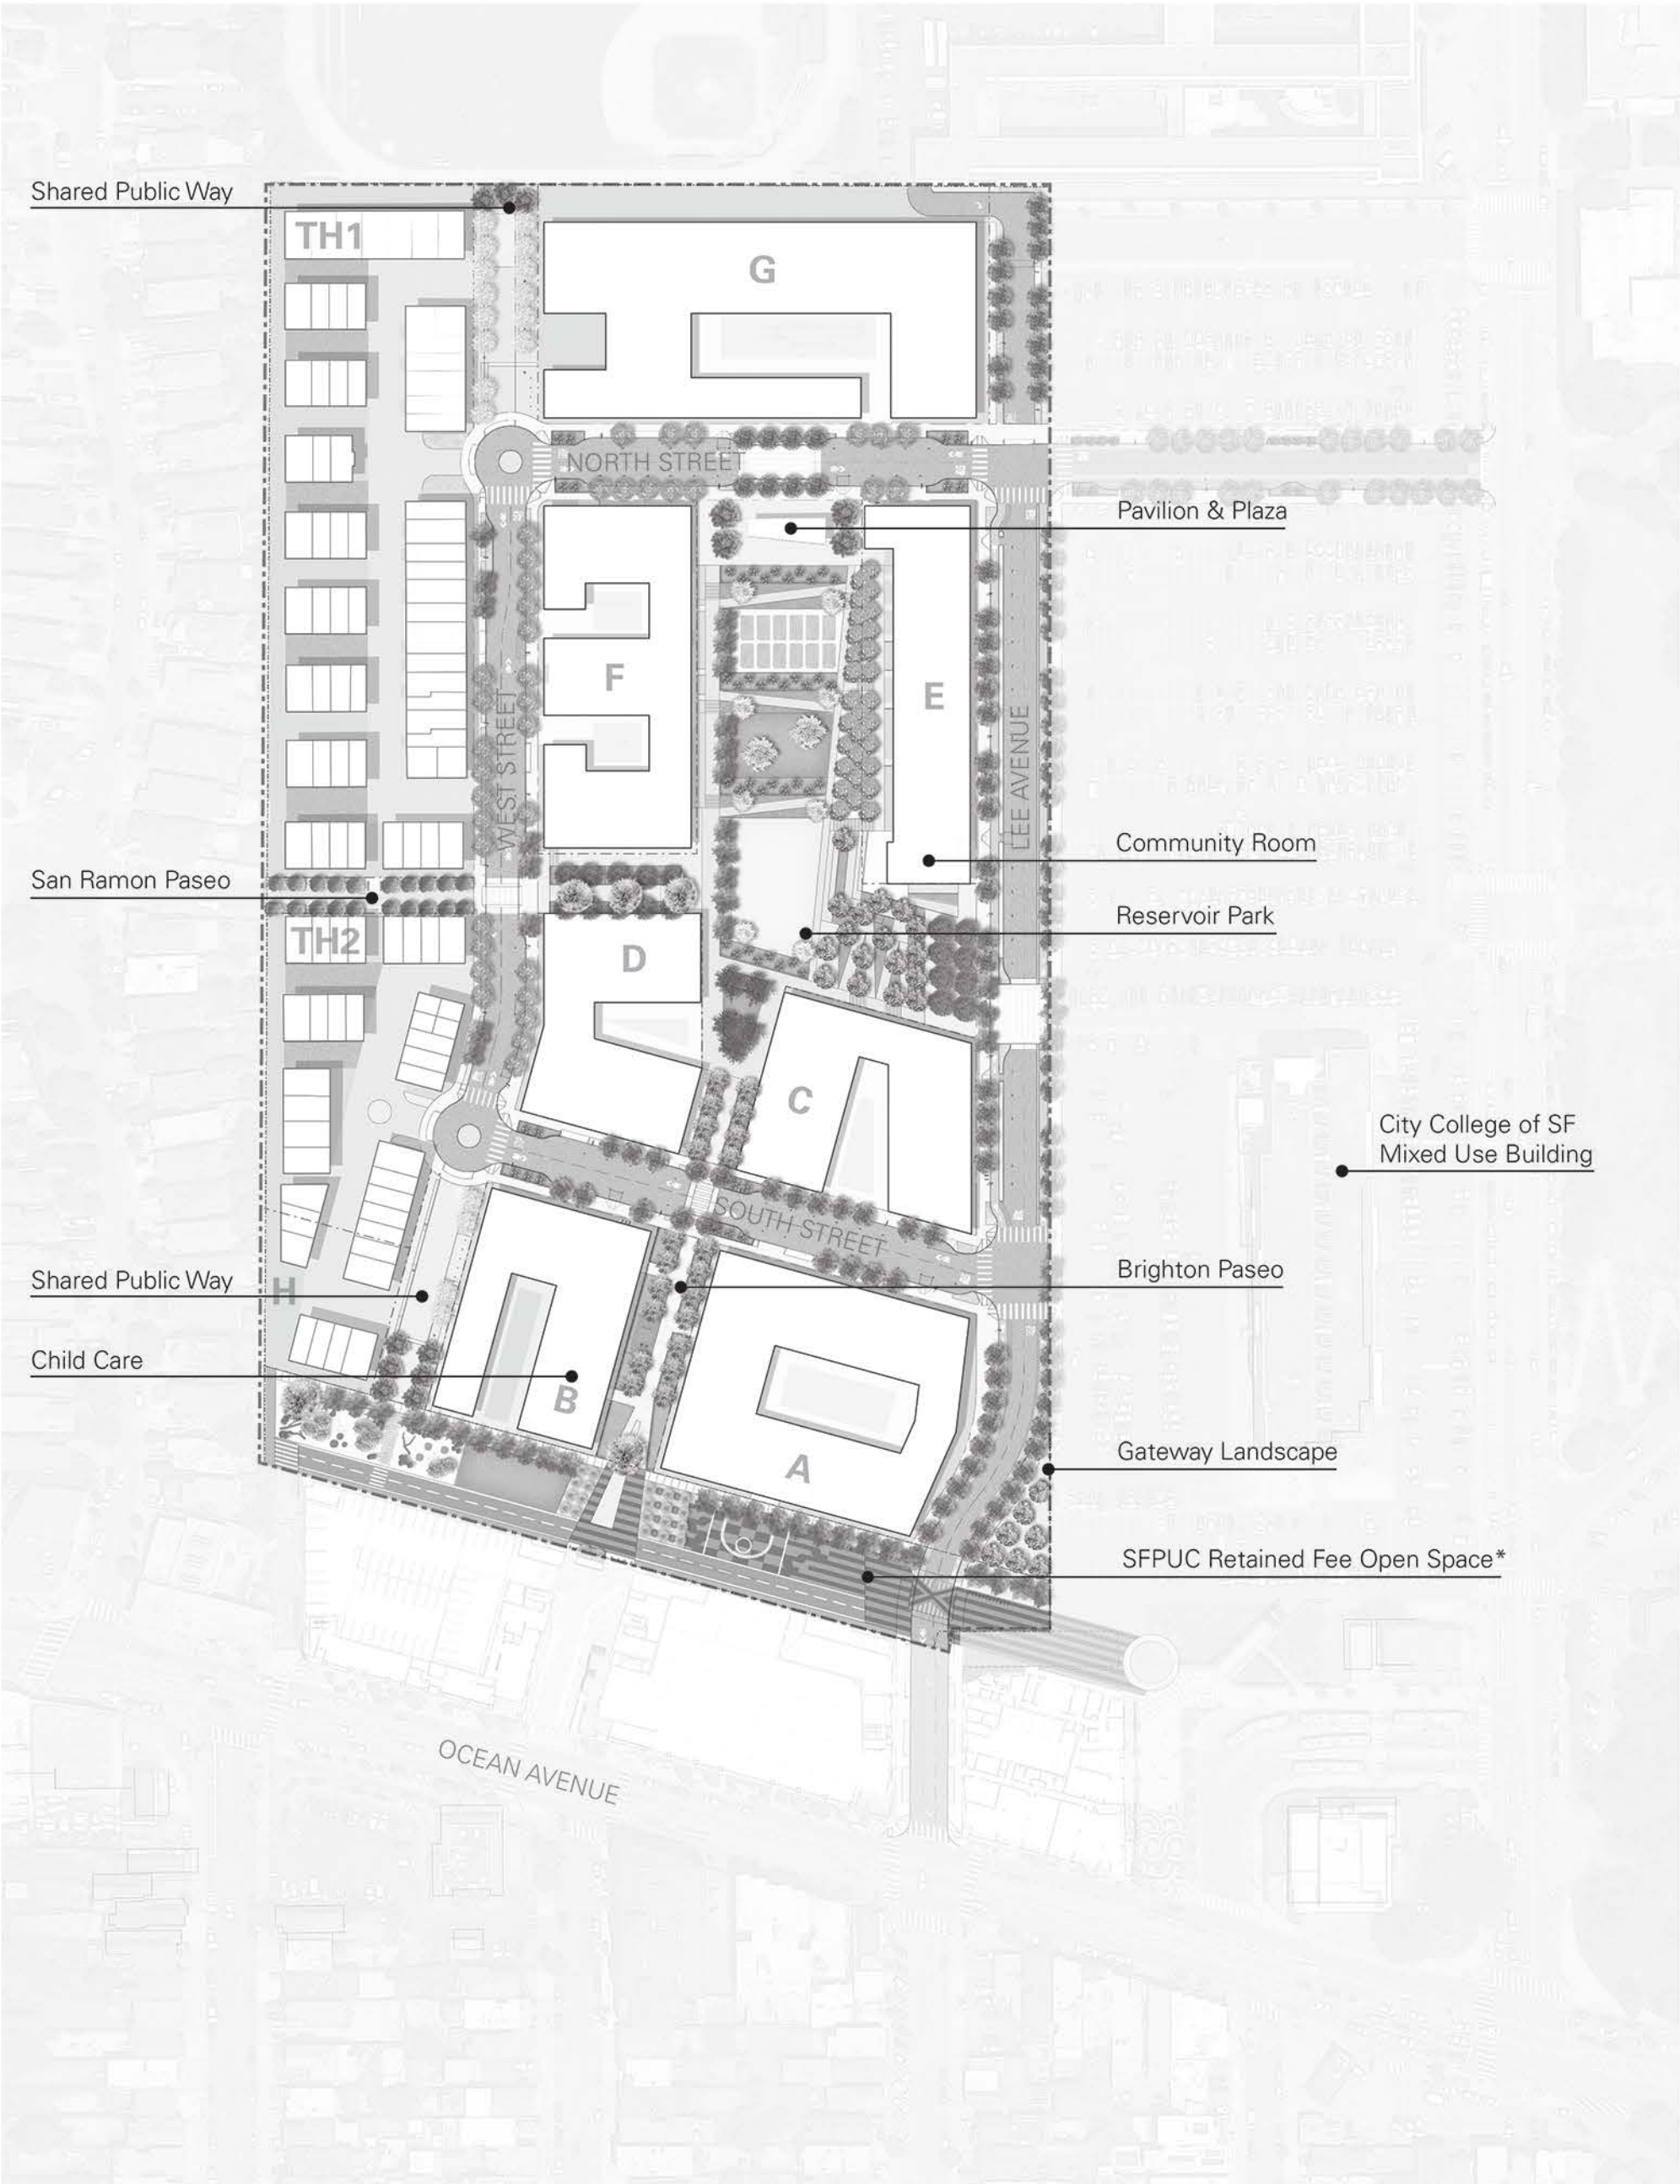 Shared Public Way
TH1
G
NORTH STREET
Pavilion & Plaza
F
E
WEST STREET
LEE AVENUE
Community Room
San Ramon Paseo
Reservoir Park
TH2
D
C
City College of SF
Mixed Use Building
SOUTH STREET
Brighton Paseo
Shared Public Way
H
Child Care
B
A
Gateway Landscape
SFPUC Retained Fee Open Space*
OCEAN AVENUE